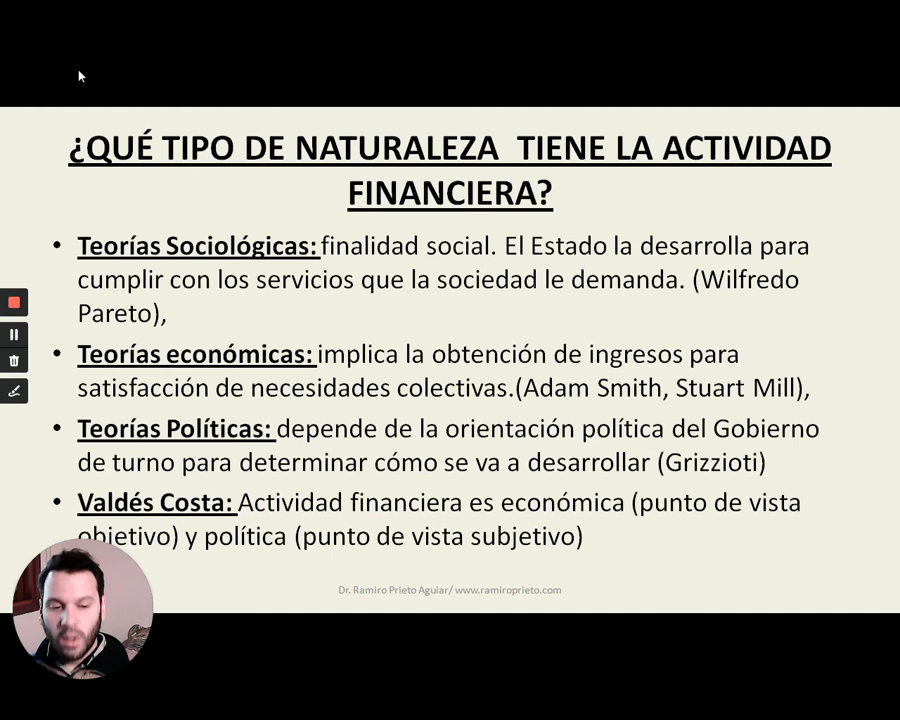 ¿QUÉ TIPO DE NATURALEZA  TIENE LA ACTIVIDAD
FINANCIERA?
• Teorías Sociológicas: finalidad social. El Estado la desarrolla para
cumplir con los servicios que la sociedad le demanda. (Wilfredo
Pareto),
• Teorías económicas: implica la obtención de ingresos para
satisfacción de necesidades colectivas.(Adam Smith, Stuart Mill),
• Teorías Políticas: depende de la orientación política del Gobierno
de turno para determinar cómo se va a desarrollar (Grizzioti)
• Valdés Costa: Actividad financiera es económica (punto de vista
objetivo) y política (punto de vista subjetivo)
Dr. Ramiro Prieto Aguiar/ www.ramiroprieto.com